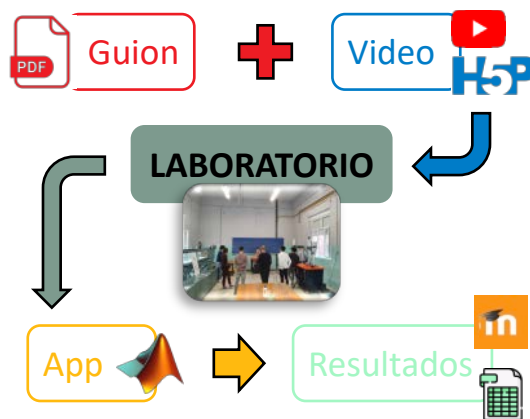 PDF
Guion
Video
H5P
LABORATORIO
App
Resultados
m